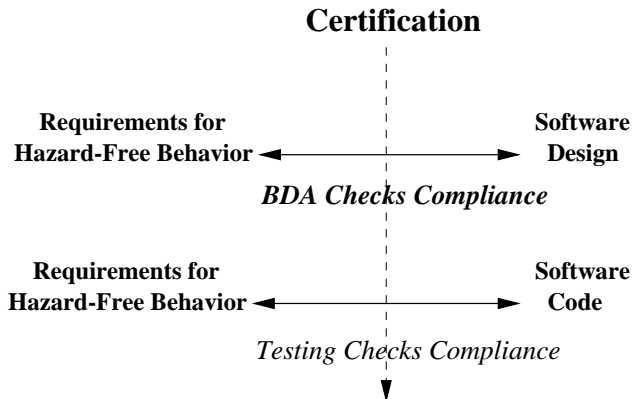 Certification
Requirements for
Hazard-Free Behavior
Software
Design
BDA Checks Compliance
Requirements for
Hazard-Free Behavior
Software
Code
Testing Checks Compliance